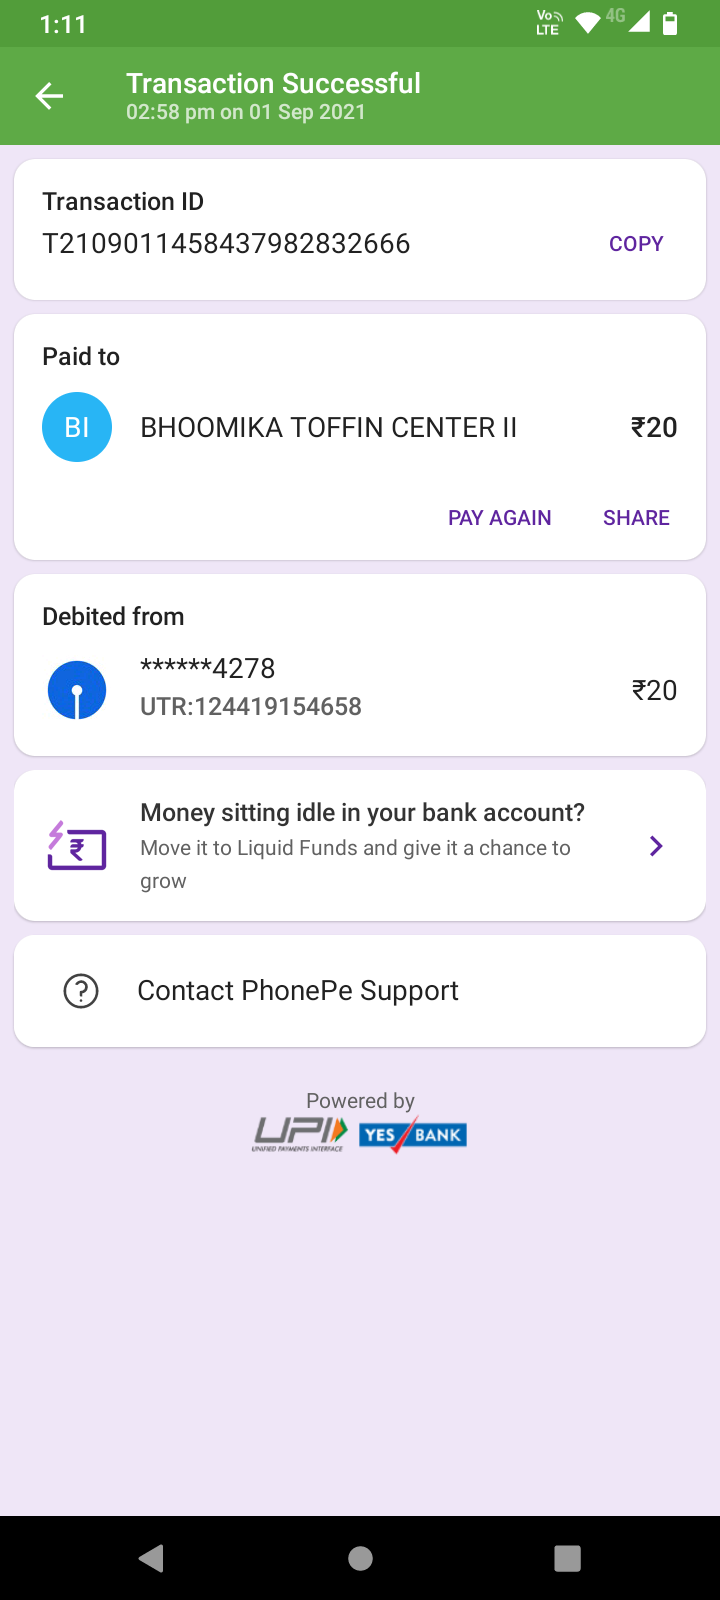 1:11
Vo LTE 4G
Transaction Successful
02:58 pm on 01 Sep 2021
Transaction ID
T2109011458437982832666 COPY
Paid to
BI BHOOMIKA TOFFIN CENTER II ₹20
PAY AGAIN SHARE
Debited from
******4278
UTR:124419154658 ₹20
Money sitting idle in your bank account?
Move it to Liquid Funds and give it a chance to
grow
₹
Contact PhonePe Support
Powered by
UPI YES BANK
UNIFIED PAYMENTS INTERFACE